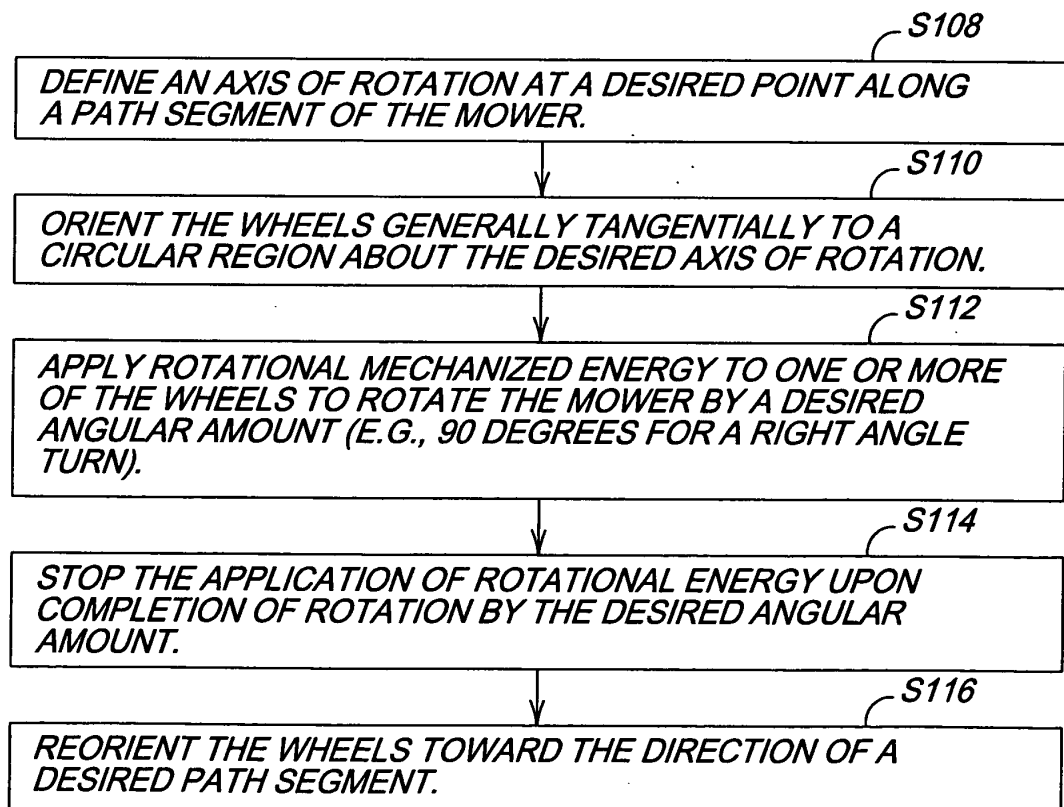 S108
DEFINE AN AXIS OF ROTATION AT A DESIRED POINT ALONG
A PATH SEGMENT OF THE MOWER.
S110
ORIENT THE WHEELS GENERALLY TANGENTIALLY TO A
CIRCULAR REGION ABOUT THE DESIRED AXIS OF ROTATION.
S112
APPLY ROTATIONAL MECHANIZED ENERGY TO ONE OR MORE
OF THE WHEELS TO ROTATE THE MOWER BY A DESIRED
ANGULAR AMOUNT (E.G., 90 DEGREES FOR A RIGHT ANGLE
TURN).
S114
STOP THE APPLICATION OF ROTATIONAL ENERGY UPON
COMPLETION OF ROTATION BY THE DESIRED ANGULAR
AMOUNT.
S116
REORIENT THE WHEELS TOWARD THE DIRECTION OF A
DESIRED PATH SEGMENT.